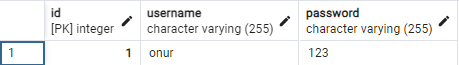 id username password
[PK] integer character varying (255) character varying (255)
1 1 onur 123